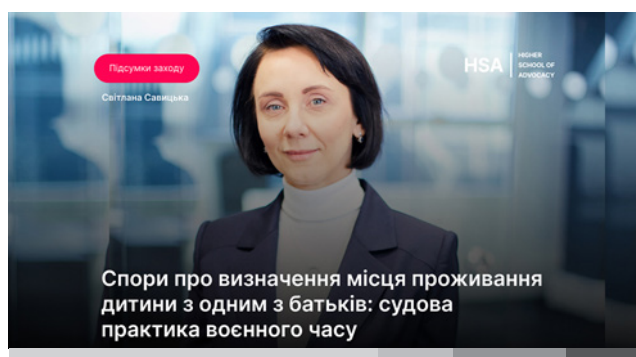 Підсумки заходу
Світлана Савицька
HSA
HIGHER
SCHOOL OF
ADVOCACY
Спори про визначення місця проживання
дитини з одним з батьків: судова
практика воєнного часу